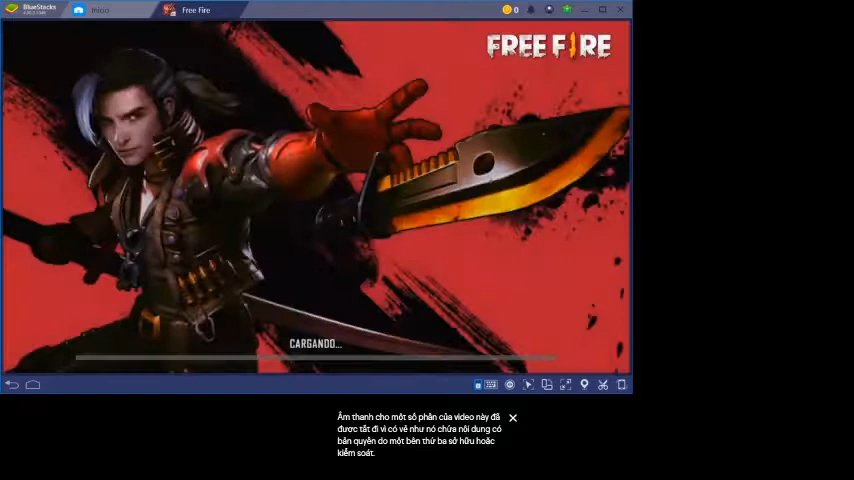 BlueStacks
Inicio
Free Fire
0
FREE FIRE
CARGANDO...
Âm thanh cho một số phần của video này đã
được tắt đi vì có vẻ như nó chứa nội dung có
bản quyền do một bên thứ ba sở hữu hoặc
kiểm soát.